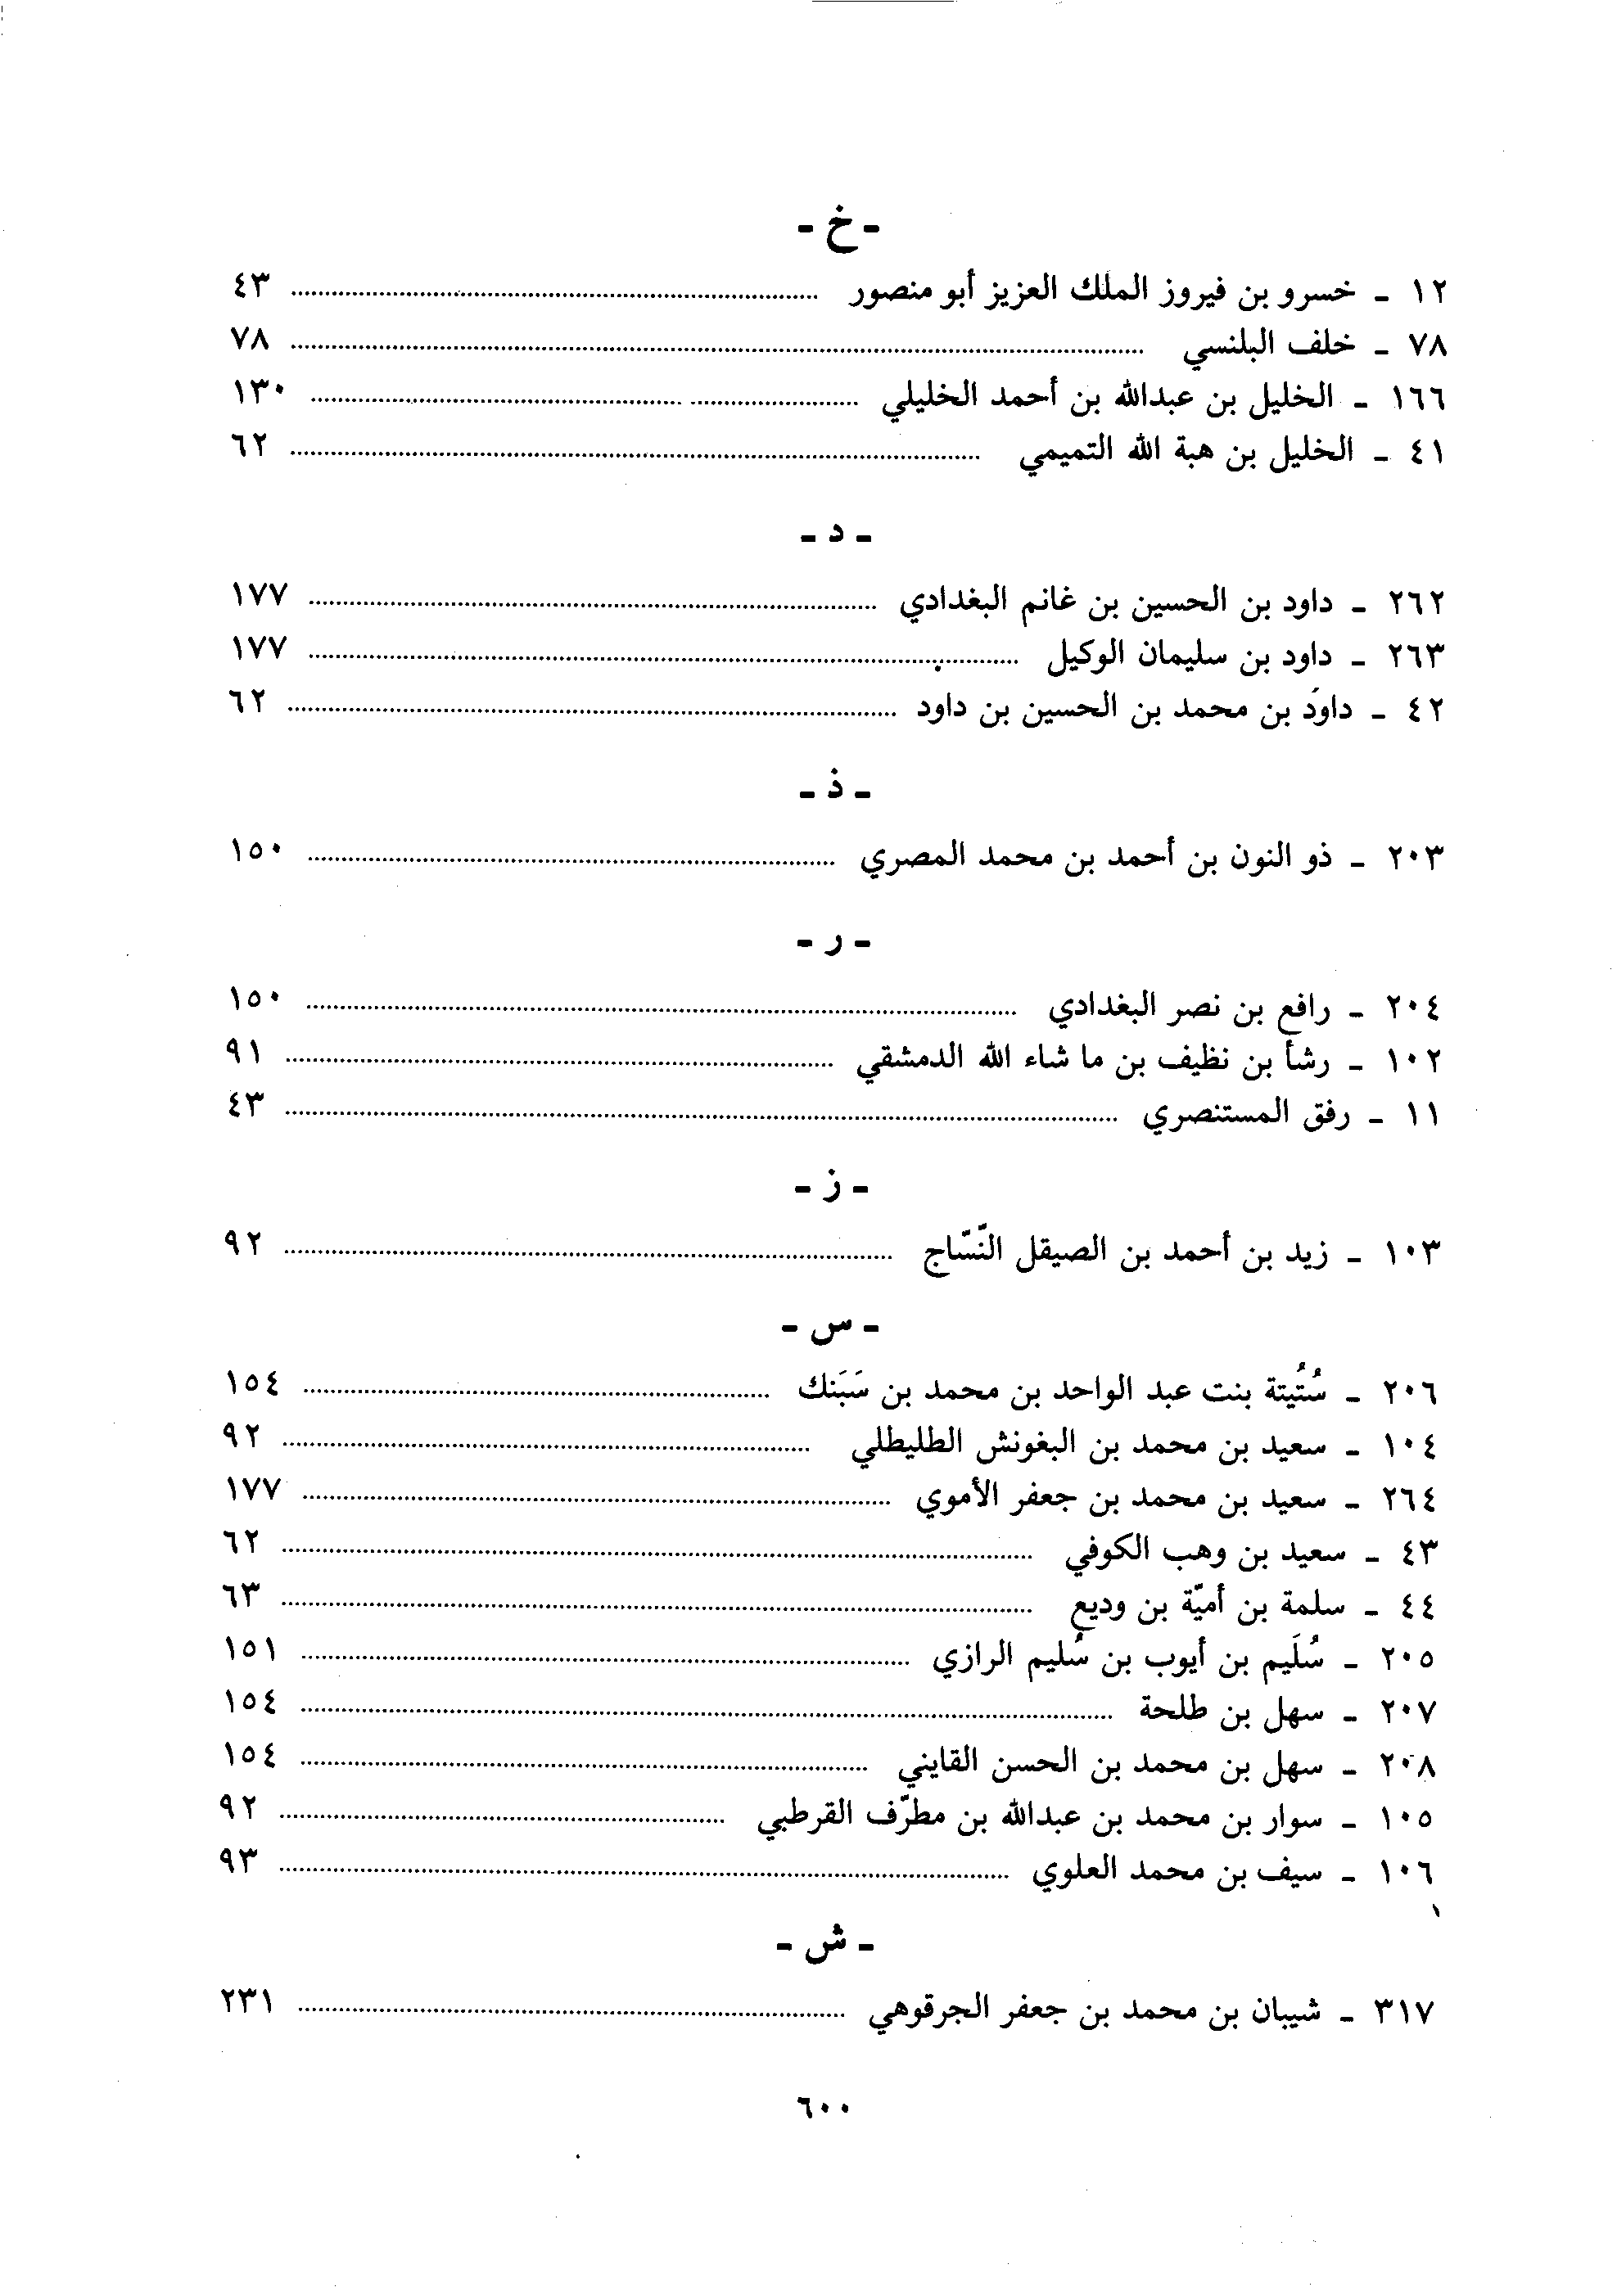 - خ -
١٢ - خسرو بن فيروز الملك العزيز أبو منصور ........ ٤٣
٧٨ - خلف البلنسي ........ ٧٨
١٦٦ - الخليل بن عبدالله بن أحمد الخليلي ........ ١٣٠
٤١ - الخليل بن هبة الله التميمي ........ ٦٢
- د -
٢٦٢ - داود بن الحسين بن غانم البغدادي ........ ١٧٧
٢٦٣ - داود بن سليمان الوكيل ........ ١٧٧
٤٢ - داودَ بن محمد بن الحسين بن داود ........ ٦٢
- ذ -
٢٠٣ - ذو النون بن أحمد بن محمد المصري ........ ١٥٠
- ر -
٢٠٤ - رافع بن نصر البغدادي ........ ١٥٠
١٠٢ - رشأ بن نظيف بن ما شاء الله الدمشقي ........ ٩١
١١ - رفق المستنصري ........ ٤٣
- ز -
١٠٣ - زيد بن أحمد بن الصيقل النّسّاج ........ ٩٢
- س -
٢٠٦ - سُتُيتة بنت عبد الواحد بن محمد بن سَبَنك ........ ١٥٤
١٠٤ - سعيد بن محمد بن البغونش الطليطلي ........ ٩٢
٢٦٤ - سعيد بن محمد بن جعفر الأموي ........ ١٧٧
٤٣ - سعيد بن وهب الكوفي ........ ٦٢
٤٤ - سلمة بن أميّة بن وديع ........ ٦٣
٢٠٥ - سُلَيم بن أيوب بن سُليم الرازي ........ ١٥١
٢٠٧ - سهل بن طلحة ........ ١٥٤
٢٠٨ - سهل بن محمد بن الحسن القايني ........ ١٥٤
١٠٥ - سوار بن محمد بن عبدالله بن مطرّف القرطبي ........ ٩٢
١٠٦ - سيف بن محمد العلوي ........ ٩٣
- ش -
٣١٧ - شيبان بن محمد بن جعفر الجرقوهي ........ ٢٣١
٦٠٠